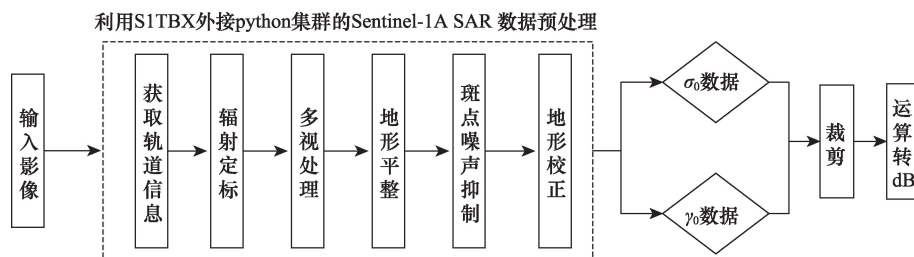 利用S1TBX外接python集群的Sentinel-1A SAR 数据预处理
输入影像
获取轨道信息
辐射定标
多视处理
地形平整
斑点噪声抑制
地形校正
σ₀数据
γ₀数据
裁剪
运算转dB